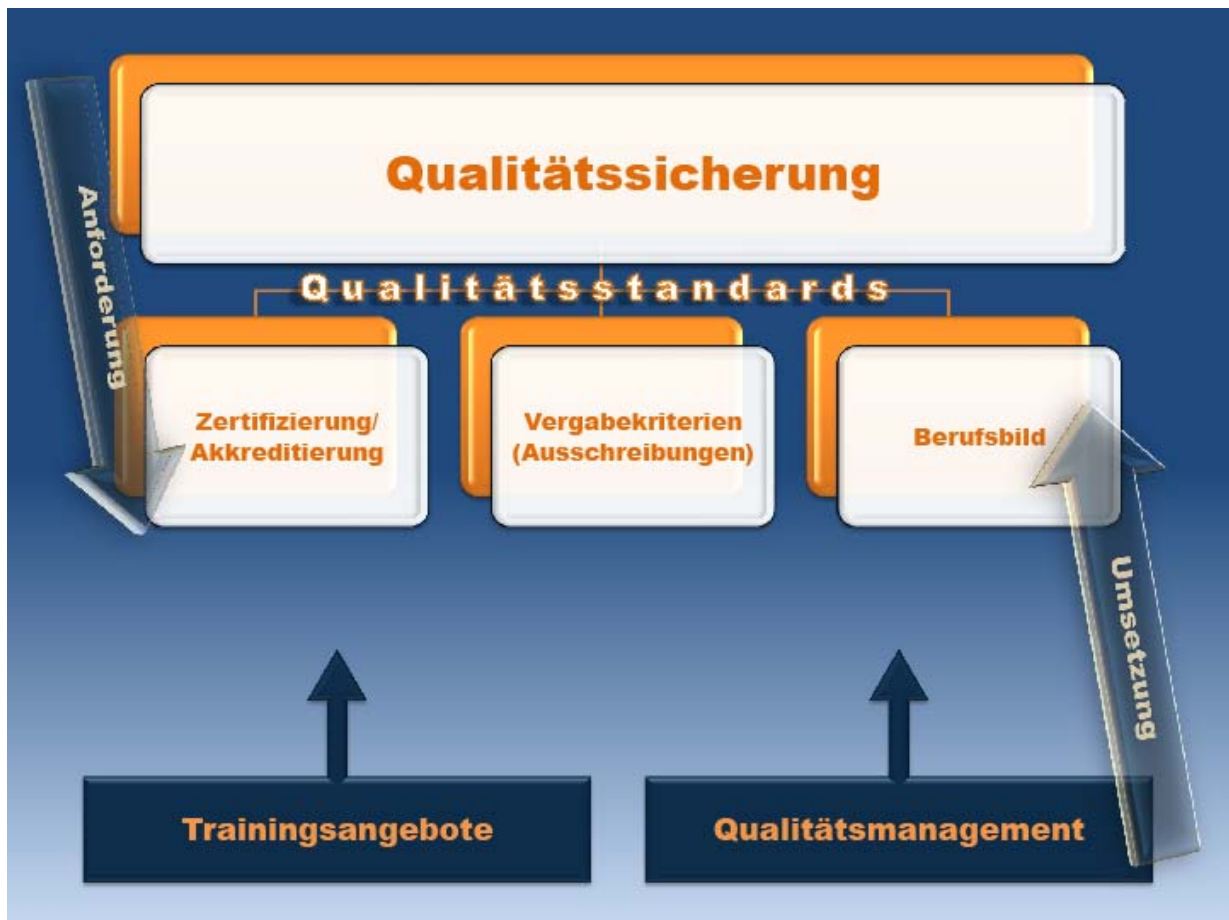 Qualitätssicherung
Anforderung
Qualitätsstandards
Zertifizierung/
Akkreditierung
Vergabekriterien
(Ausschreibungen)
Berufsbild
Umsetzung
Trainingsangebote
Qualitätsmanagement